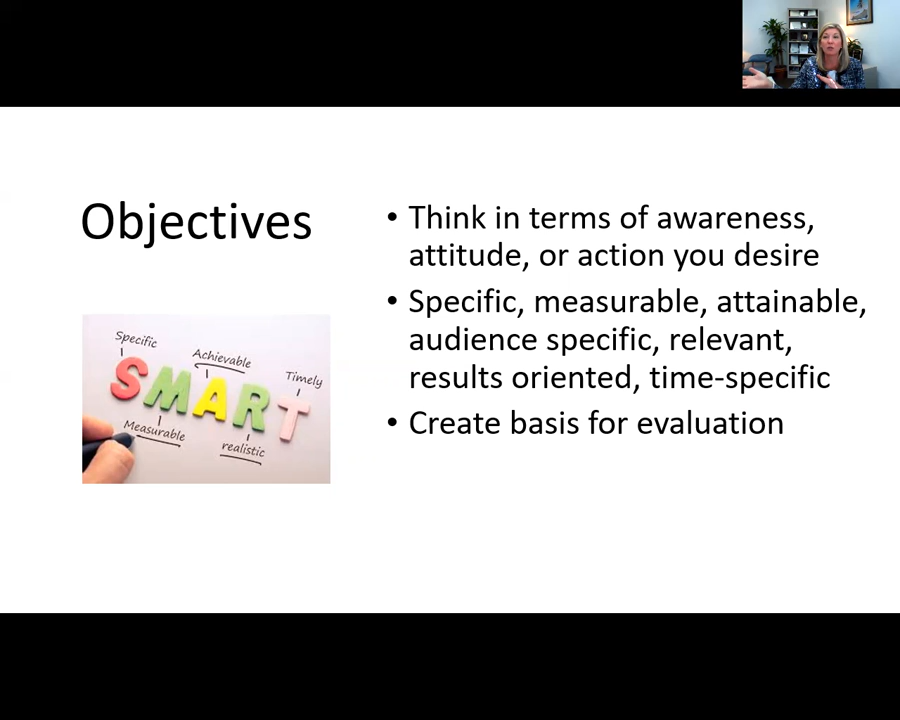 Objectives
• Think in terms of awareness,
attitude, or action you desire
• Specific, measurable, attainable,
audience specific, relevant,
results oriented, time-specific
• Create basis for evaluation
Specific
Achievable
Timely
SMART
Measurable
realistic